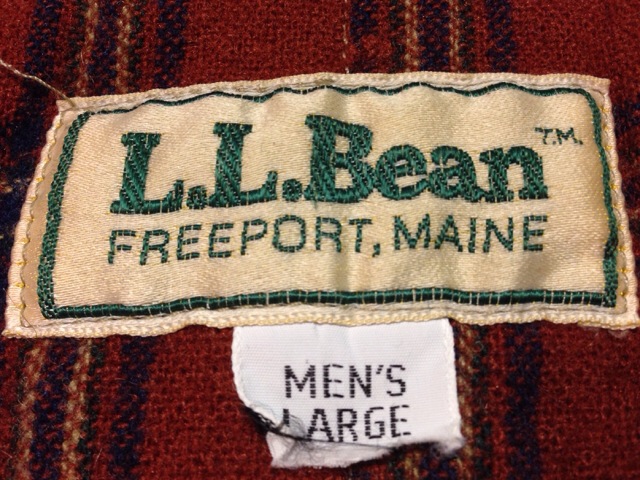 L.L.Bean T.M.
FREEPORT, MAINE
MEN'S
LARGE